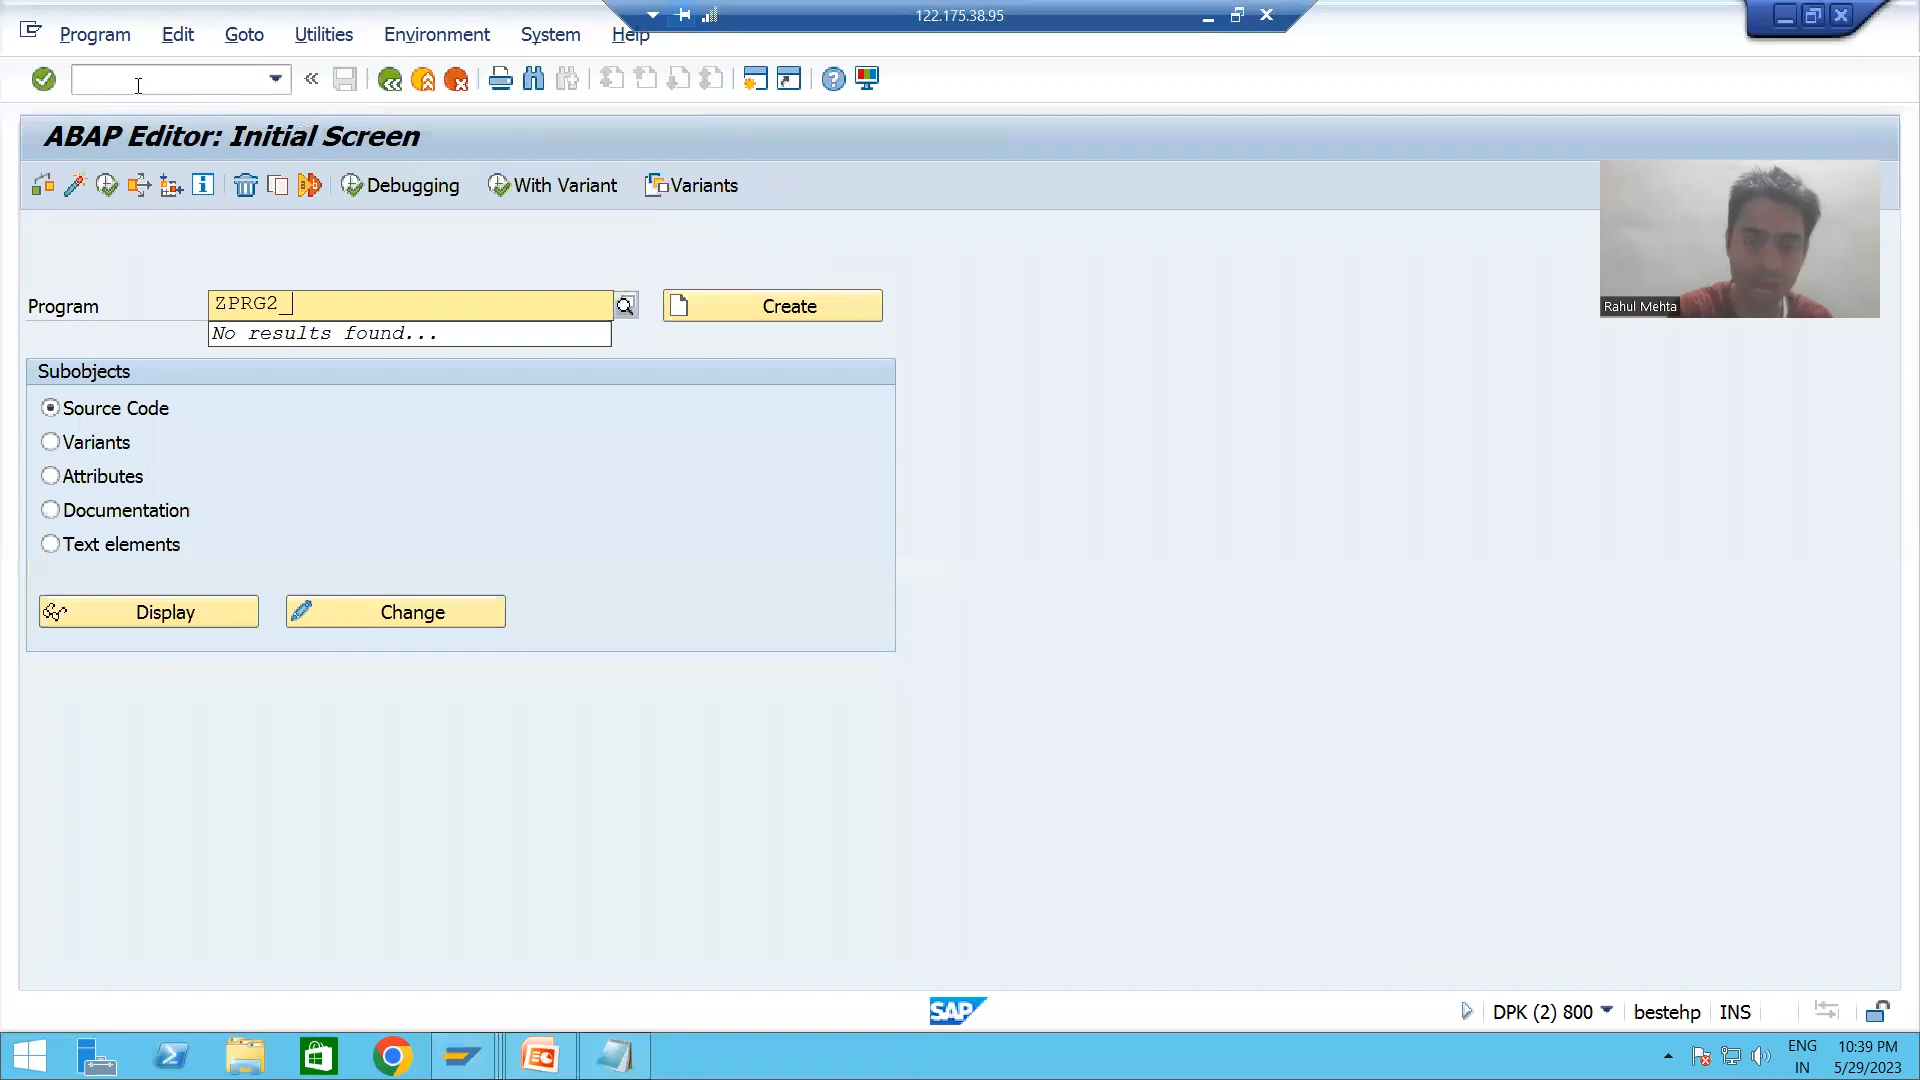 122.175.38.95
Program Edit Goto Utilities Environment System Help
ABAP Editor: Initial Screen
Debugging With Variant Variants
Rahul Mehta
Program ZPRG2_ Create
No results found...
Subobjects
Source Code
Variants
Attributes
Documentation
Text elements
Display Change
SAP DPK (2) 800 bestehp INS
ENG 10:39 PM
IN 5/29/2023